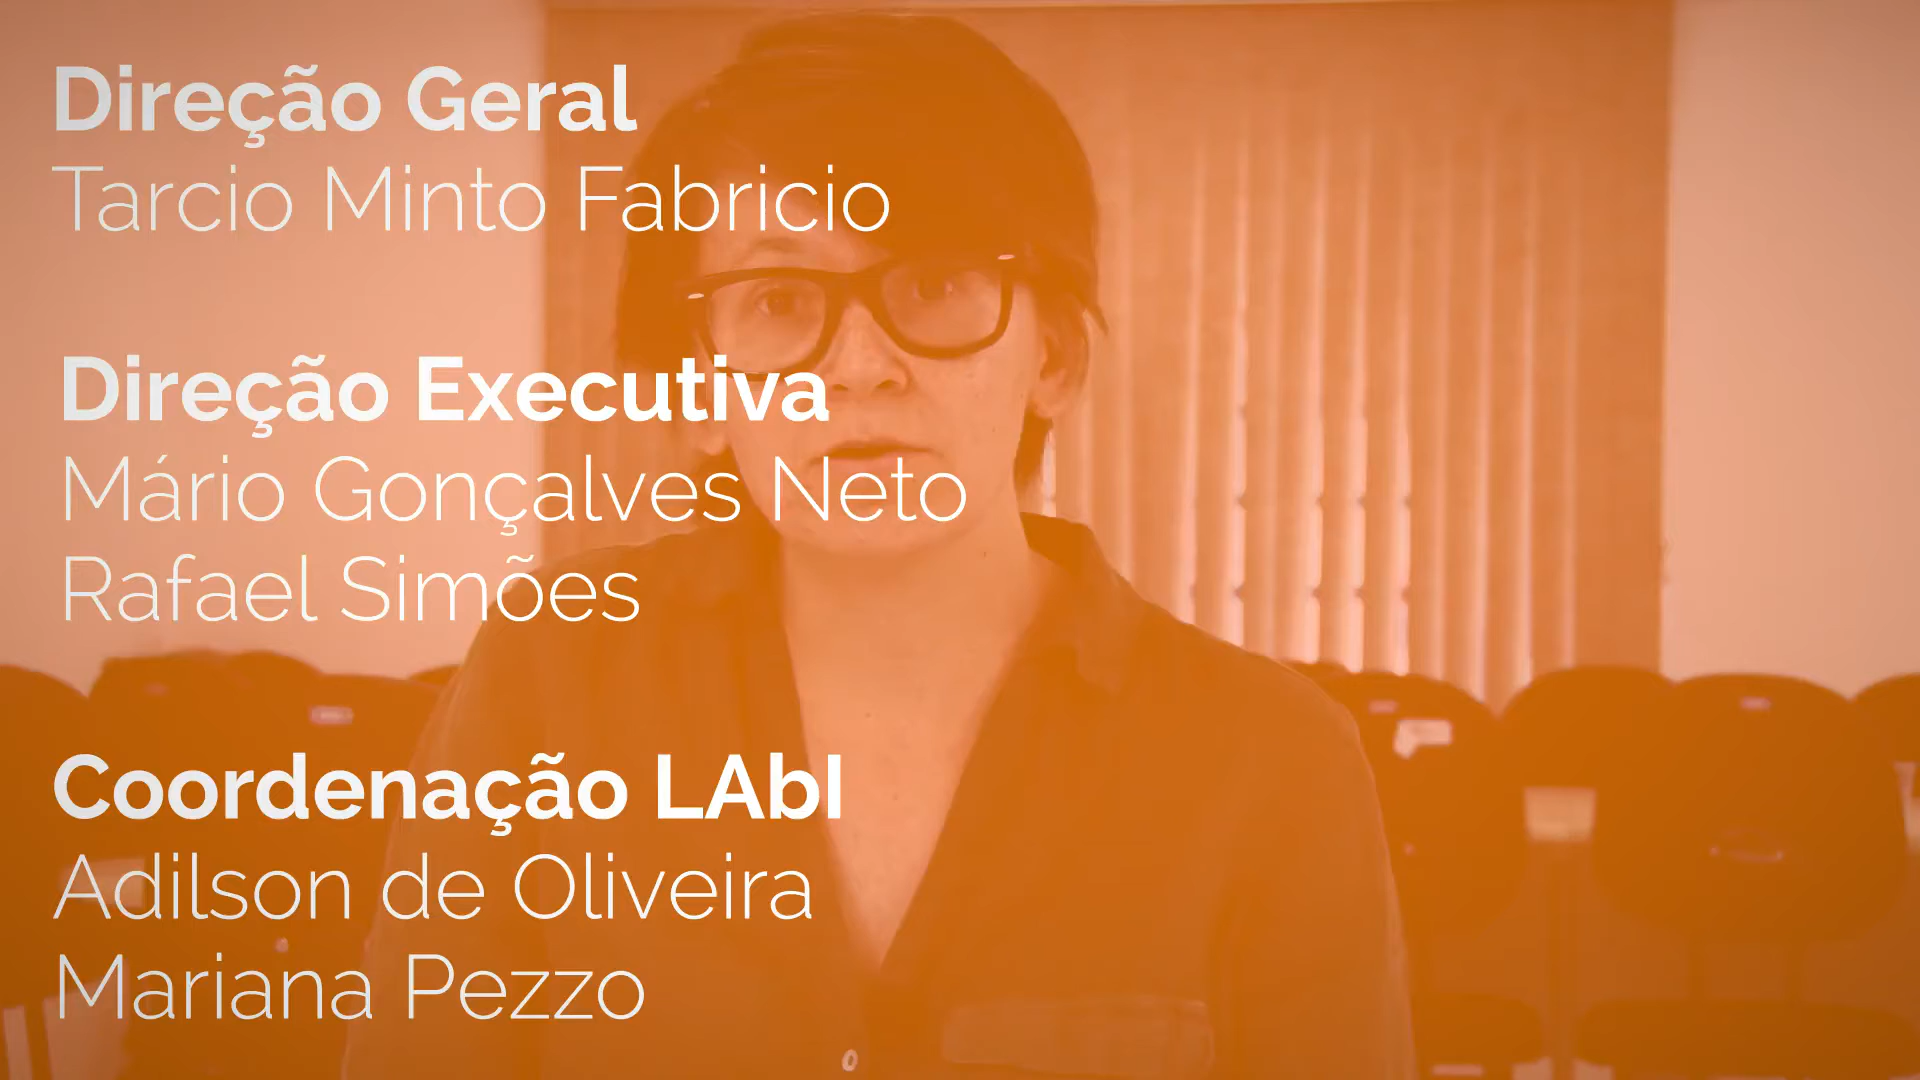 Direção Geral
Tarcio Minto Fabricio
Direção Executiva
Mário Gonçalves Neto
Rafael Simões
Coordenação LAbI
Adilson de Oliveira
Mariana Pezzo